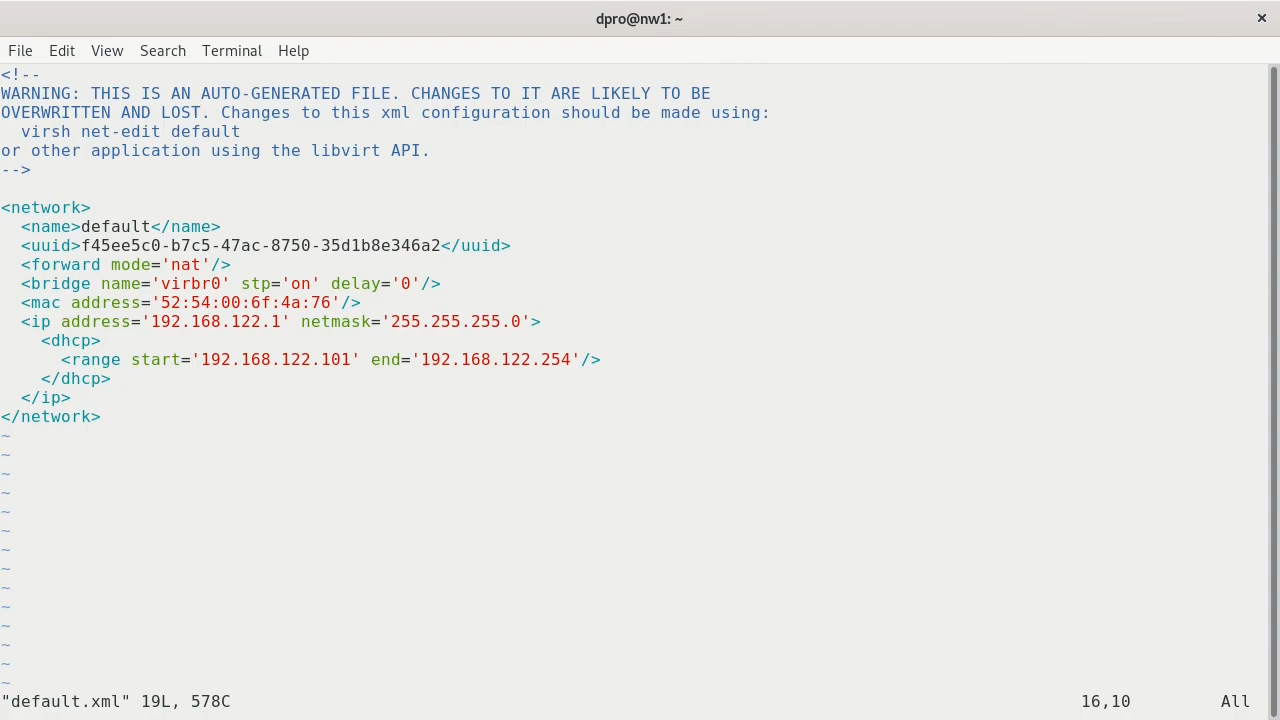 dpro@nw1: ~
×
File Edit View Search Terminal Help
<!--
WARNING: THIS IS AN AUTO-GENERATED FILE. CHANGES TO IT ARE LIKELY TO BE
OVERWRITTEN AND LOST. Changes to this xml configuration should be made using:
  virsh net-edit default
or other application using the libvirt API.
-->

<network>
  <name>default</name>
  <uuid>f45ee5c0-b7c5-47ac-8750-35d1b8e346a2</uuid>
  <forward mode='nat'/>
  <bridge name='virbr0' stp='on' delay='0'/>
  <mac address='52:54:00:6f:4a:76'/>
  <ip address='192.168.122.1' netmask='255.255.255.0'>
    <dhcp>
      <range start='192.168.122.101' end='192.168.122.254'/>
    </dhcp>
  </ip>
</network>
~
~
~
~
~
~
~
~
~
~
~
~
~
~
"default.xml" 19L, 578C 16,10 All